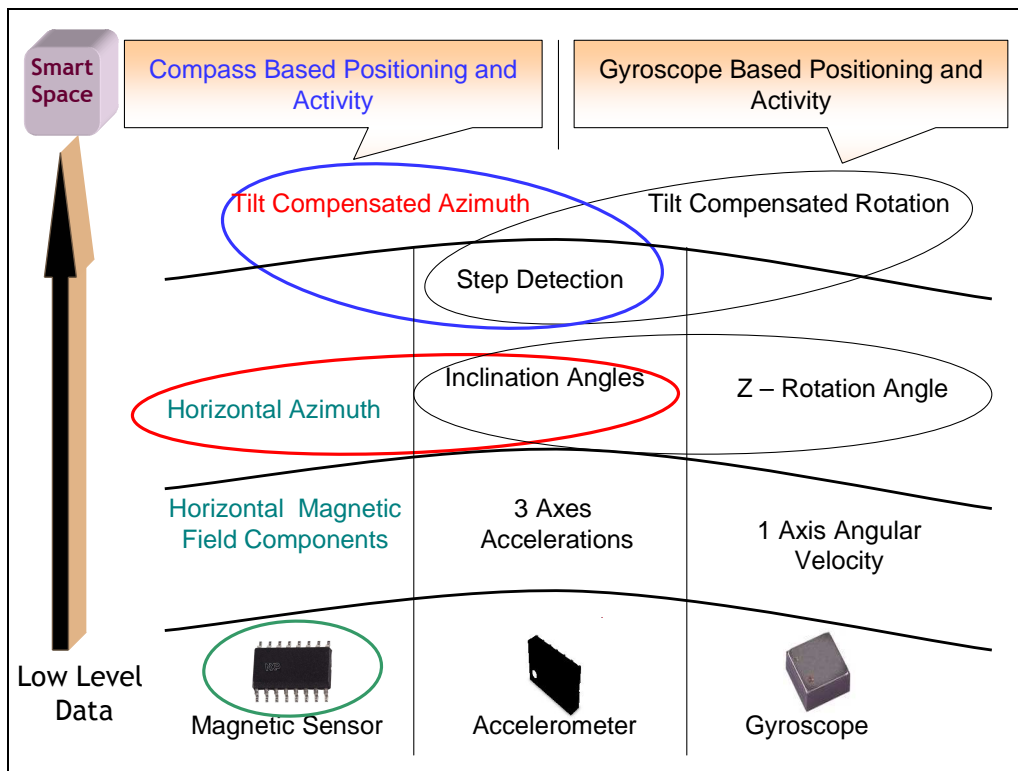 Smart
Space
Compass Based Positioning and
Activity
Gyroscope Based Positioning and
Activity
Tilt Compensated Azimuth
Tilt Compensated Rotation
Step Detection
Inclination Angles
Horizontal Azimuth
Z – Rotation Angle
Horizontal Magnetic
Field Components
3 Axes
Accelerations
1 Axis Angular
Velocity
Low Level
Data
Magnetic Sensor
Accelerometer
Gyroscope